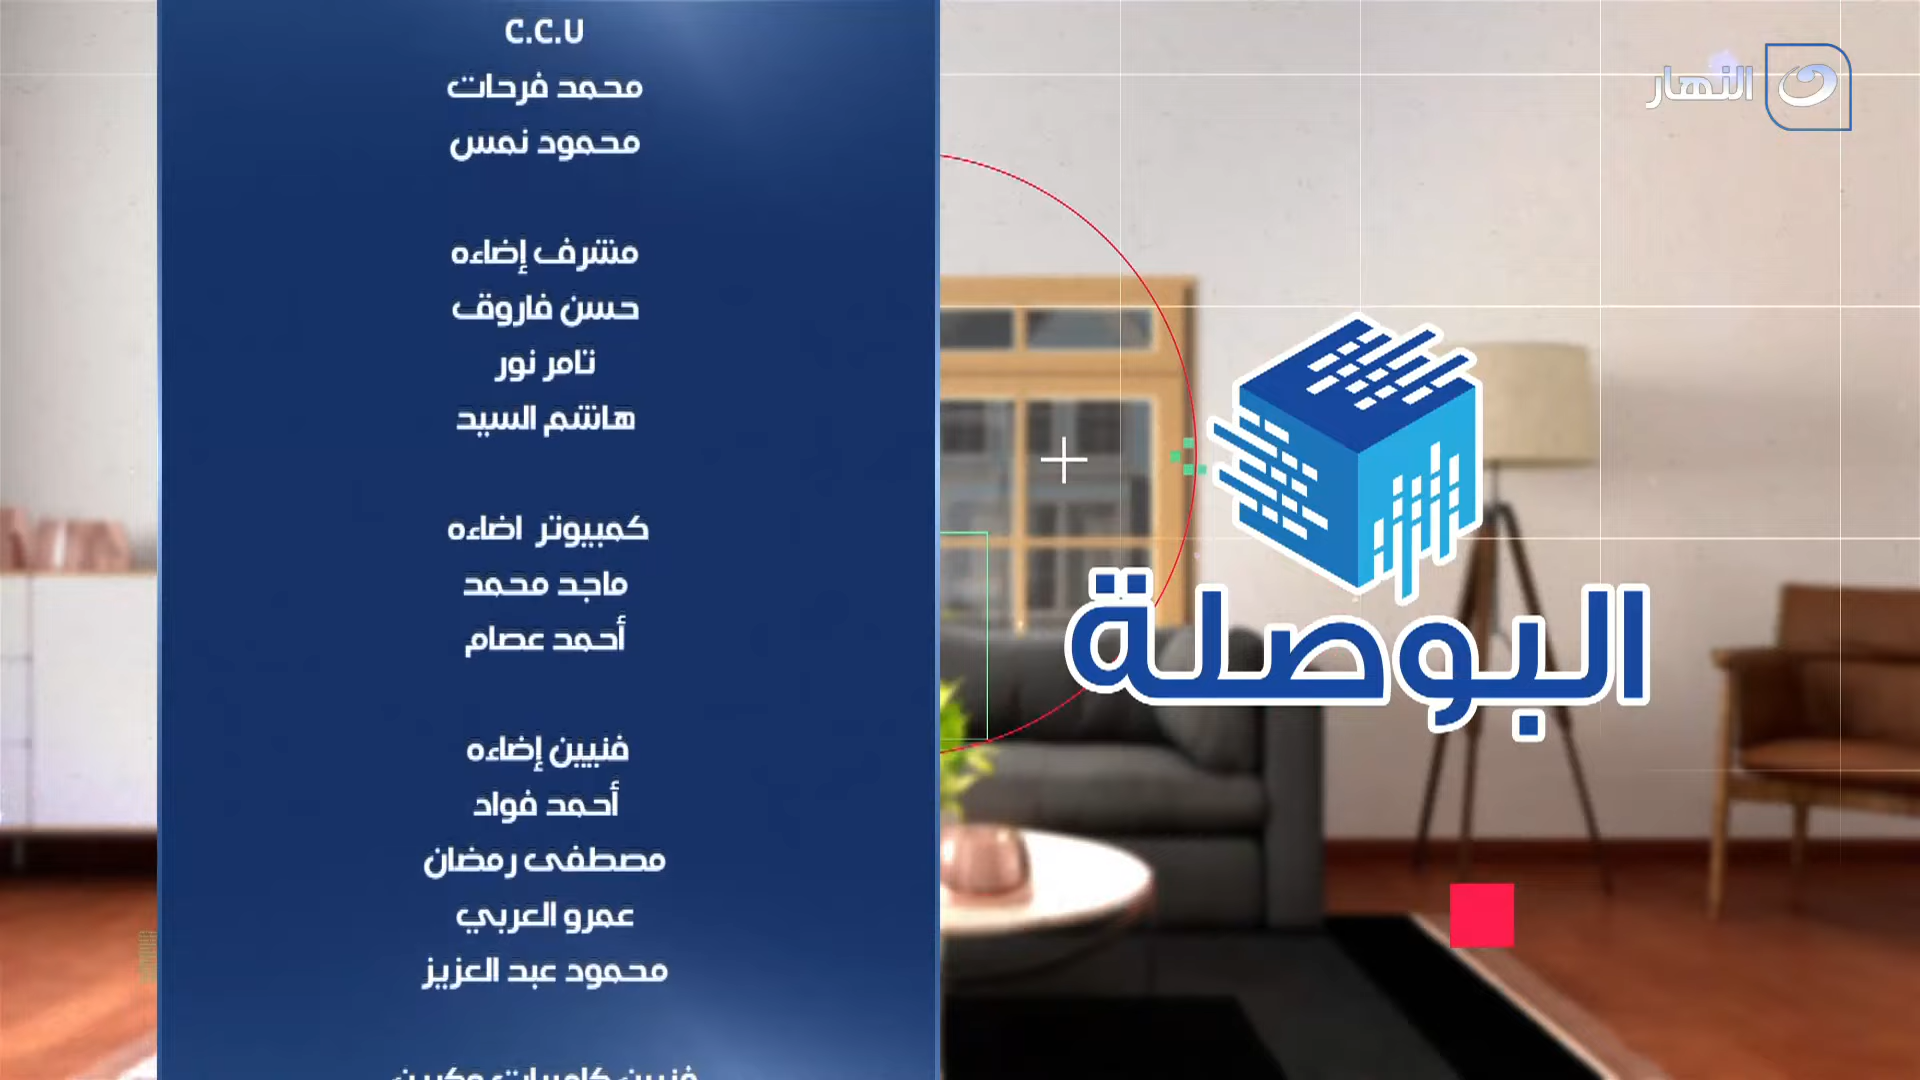 C.C.U
محمد فرحات
محمود نمس
مشرف إضاءه
حسن فاروق
تامر نور
هاشم السيد
كمبيوتر اضاءه
ماجد محمد
أحمد عصام
فنيين إضاءه
أحمد فواد
مصطفى رمضان
عمرو العربي
محمود عبد العزيز
النهار
البوصلة